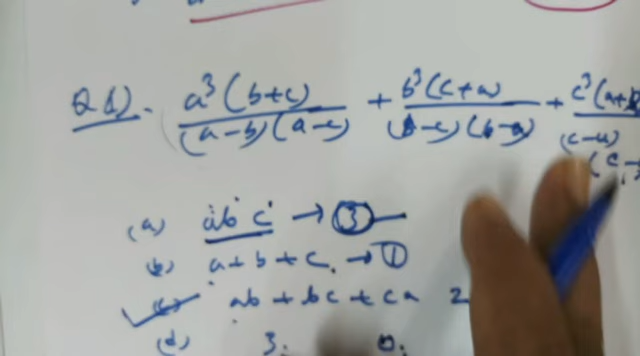 Q1). a³(b+c)/(a-b)(a-c) + b³(c+a)/(b-c)(b-a) + c³(a+b
(c-a)
(c-
(a) abc → ③
(b) a+b+c. → ①
(c) ab+bc+ca 2
(d) 3. 0.